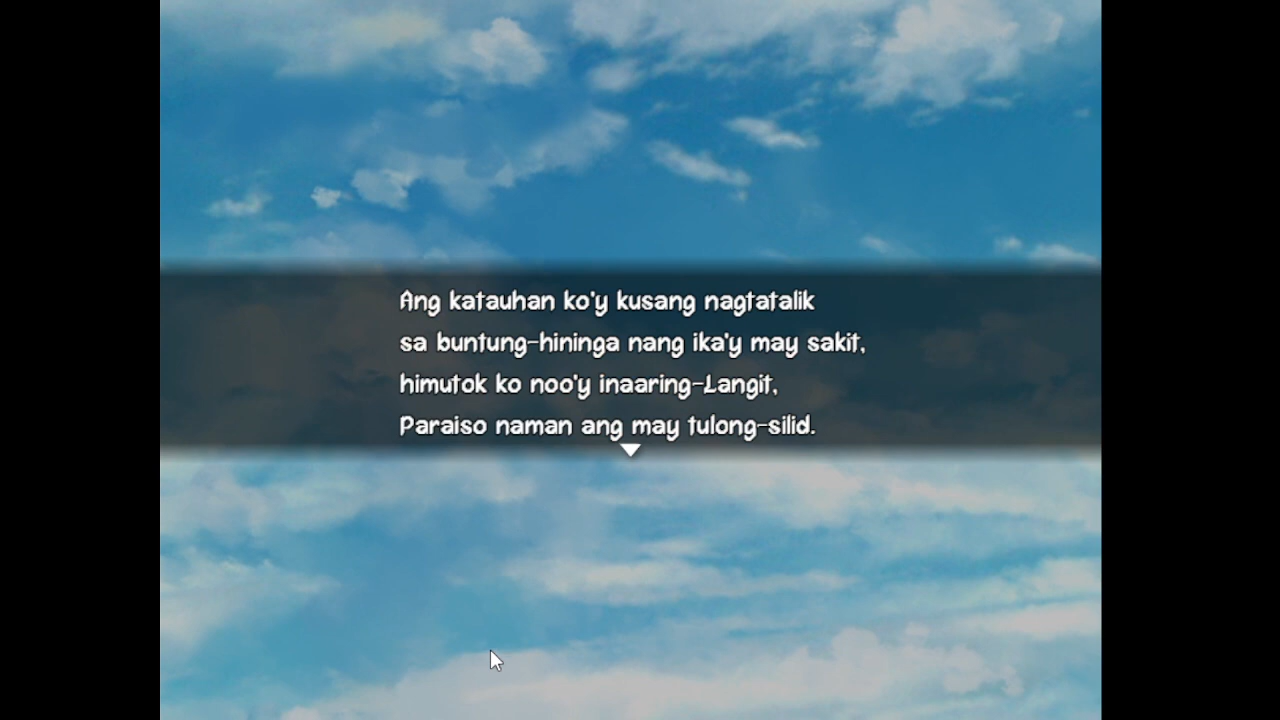 Ang katauhan ko'y kusang nagtatalik
sa buntung-hininga nang ika'y may sakit,
himutok ko noo'y inaaring-Langit,
Paraiso naman ang may tulong-silid.